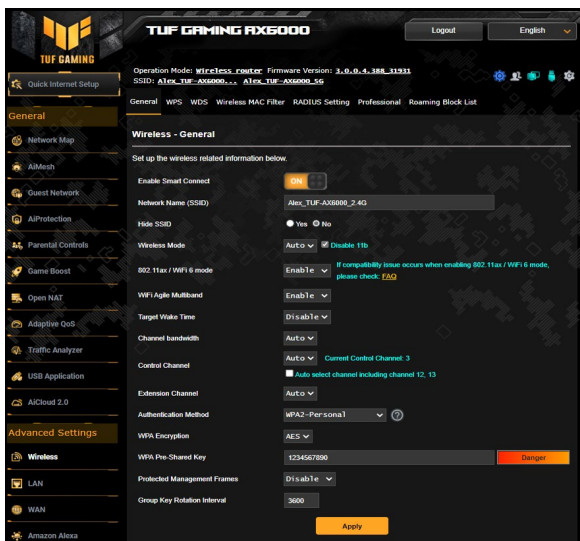 TUF GAMING
TUF GAMING AX6000
Logout
English
Quick Internet Setup
Operation Mode: Wireless router Firmware Version: 3.0.0.4.388_31931
SSID: Alex_TUF-AX6000... Alex_TUF-AX6000_5G
General WPS WDS Wireless MAC Filter RADIUS Setting Professional Roaming Block List
General
Network Map
AiMesh
Guest Network
AiProtection
Parental Controls
Game Boost
Open NAT
Adaptive QoS
Traffic Analyzer
USB Application
AiCloud 2.0
Advanced Settings
Wireless
LAN
WAN
Amazon Alexa
Wireless - General
Set up the wireless related information below.
Enable Smart Connect ON
Network Name (SSID) Alex_TUF-AX6000_2.4G
Hide SSID Yes No
Wireless Mode Auto Disable 11b
802.11ax / WiFi 6 mode Enable If compatibility issue occurs when enabling 802.11ax / WiFi 6 mode,
please check: FAQ
WiFi Agile Multiband Enable
Target Wake Time Disable
Channel bandwidth Auto
Control Channel Auto Current Control Channel: 3
Auto select channel including channel 12, 13
Extension Channel Auto
Authentication Method WPA2-Personal ?
WPA Encryption AES
WPA Pre-Shared Key 1234567890 Danger
Protected Management Frames Disable
Group Key Rotation Interval 3600
Apply